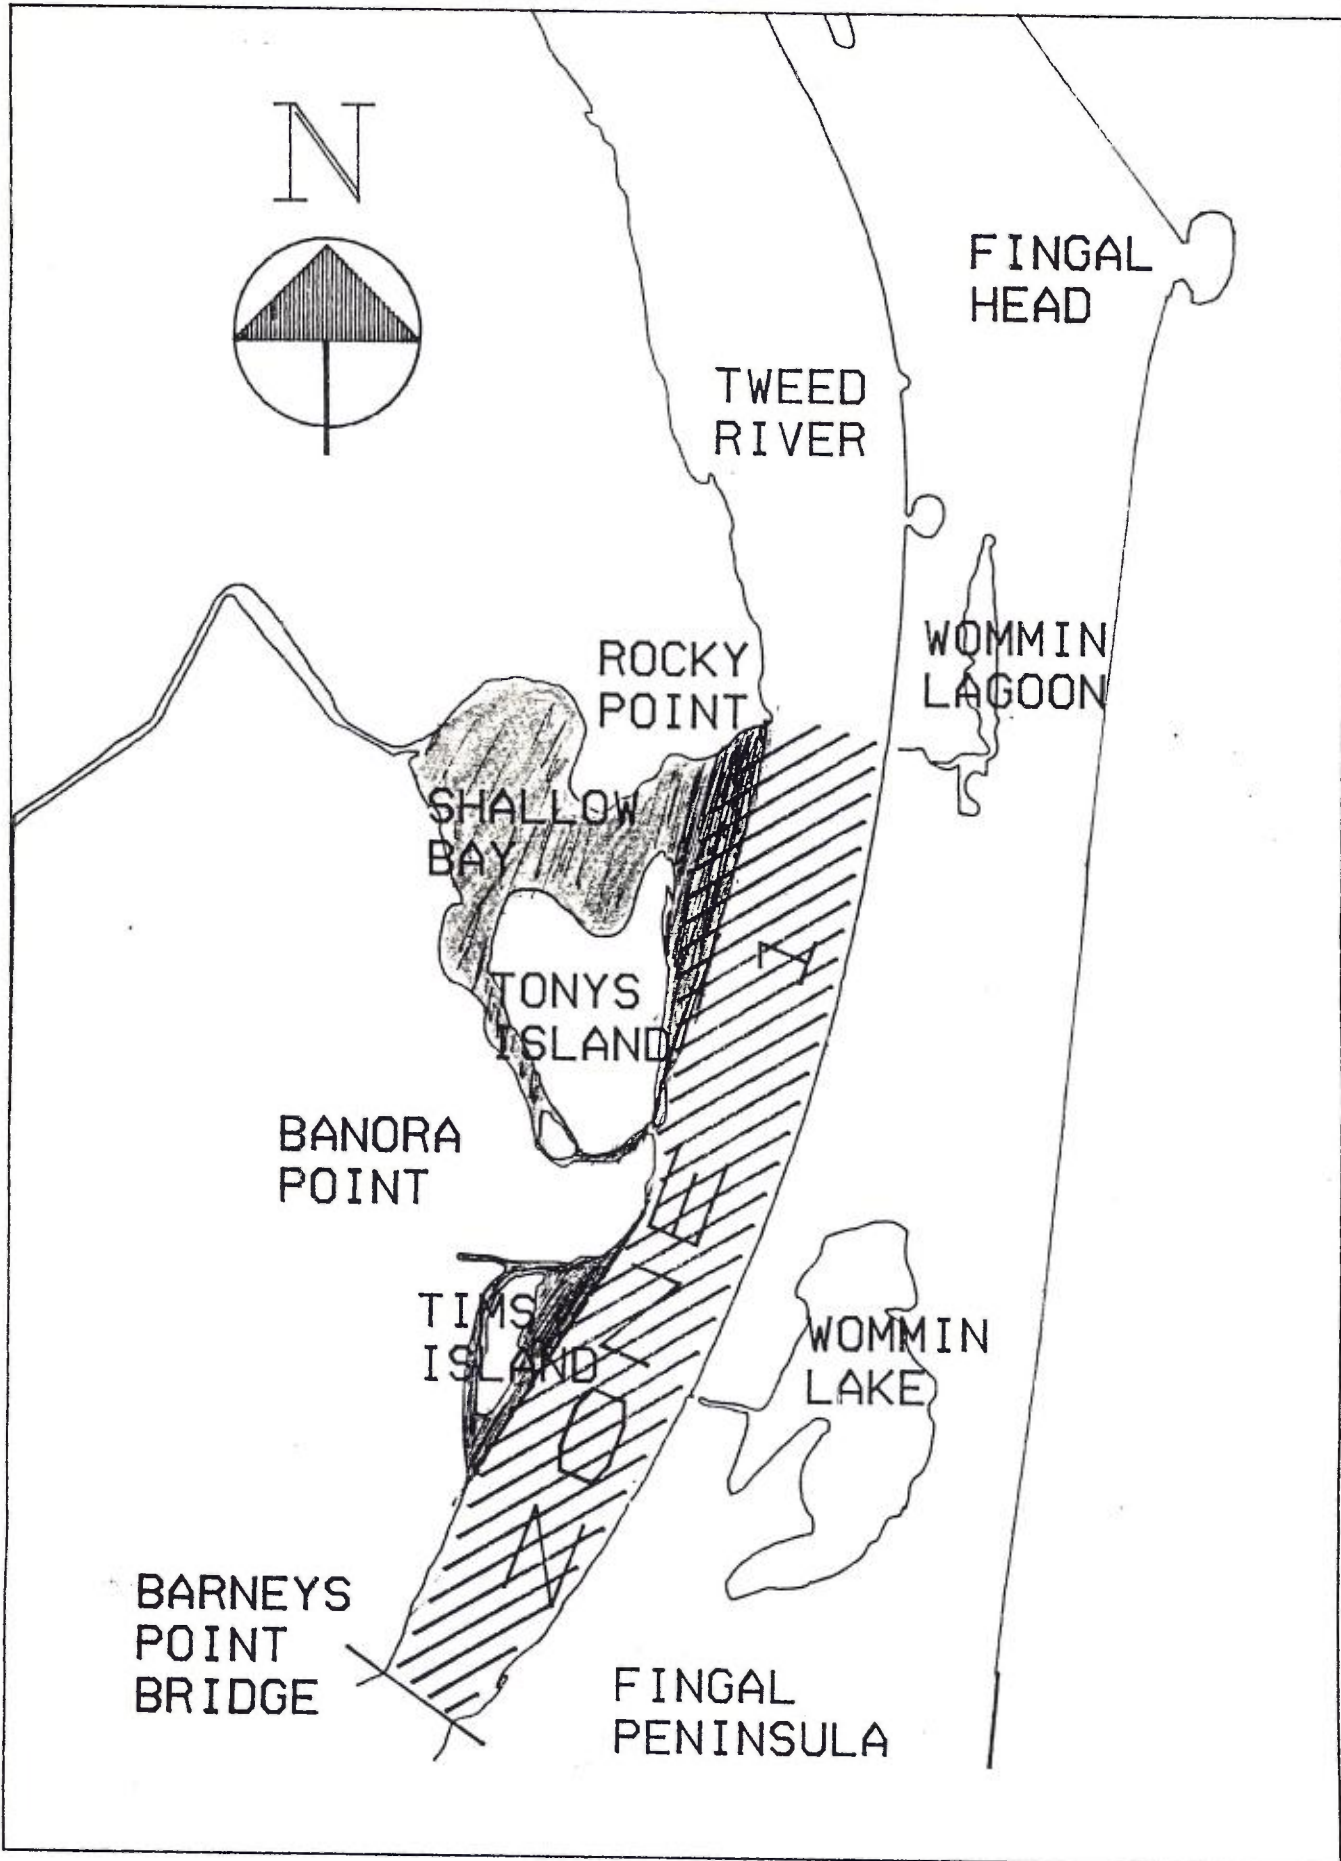 N
FINGAL
HEAD
TWEED
RIVER
ROCKY
POINT
WOMMIN
LAGOON
SHALLOW
BAY
TONYS
ISLAND
BANORA
POINT
TIMS
ISLAND
WOMMIN
LAKE
BARNEYS
POINT
BRIDGE
FINGAL
PENINSULA